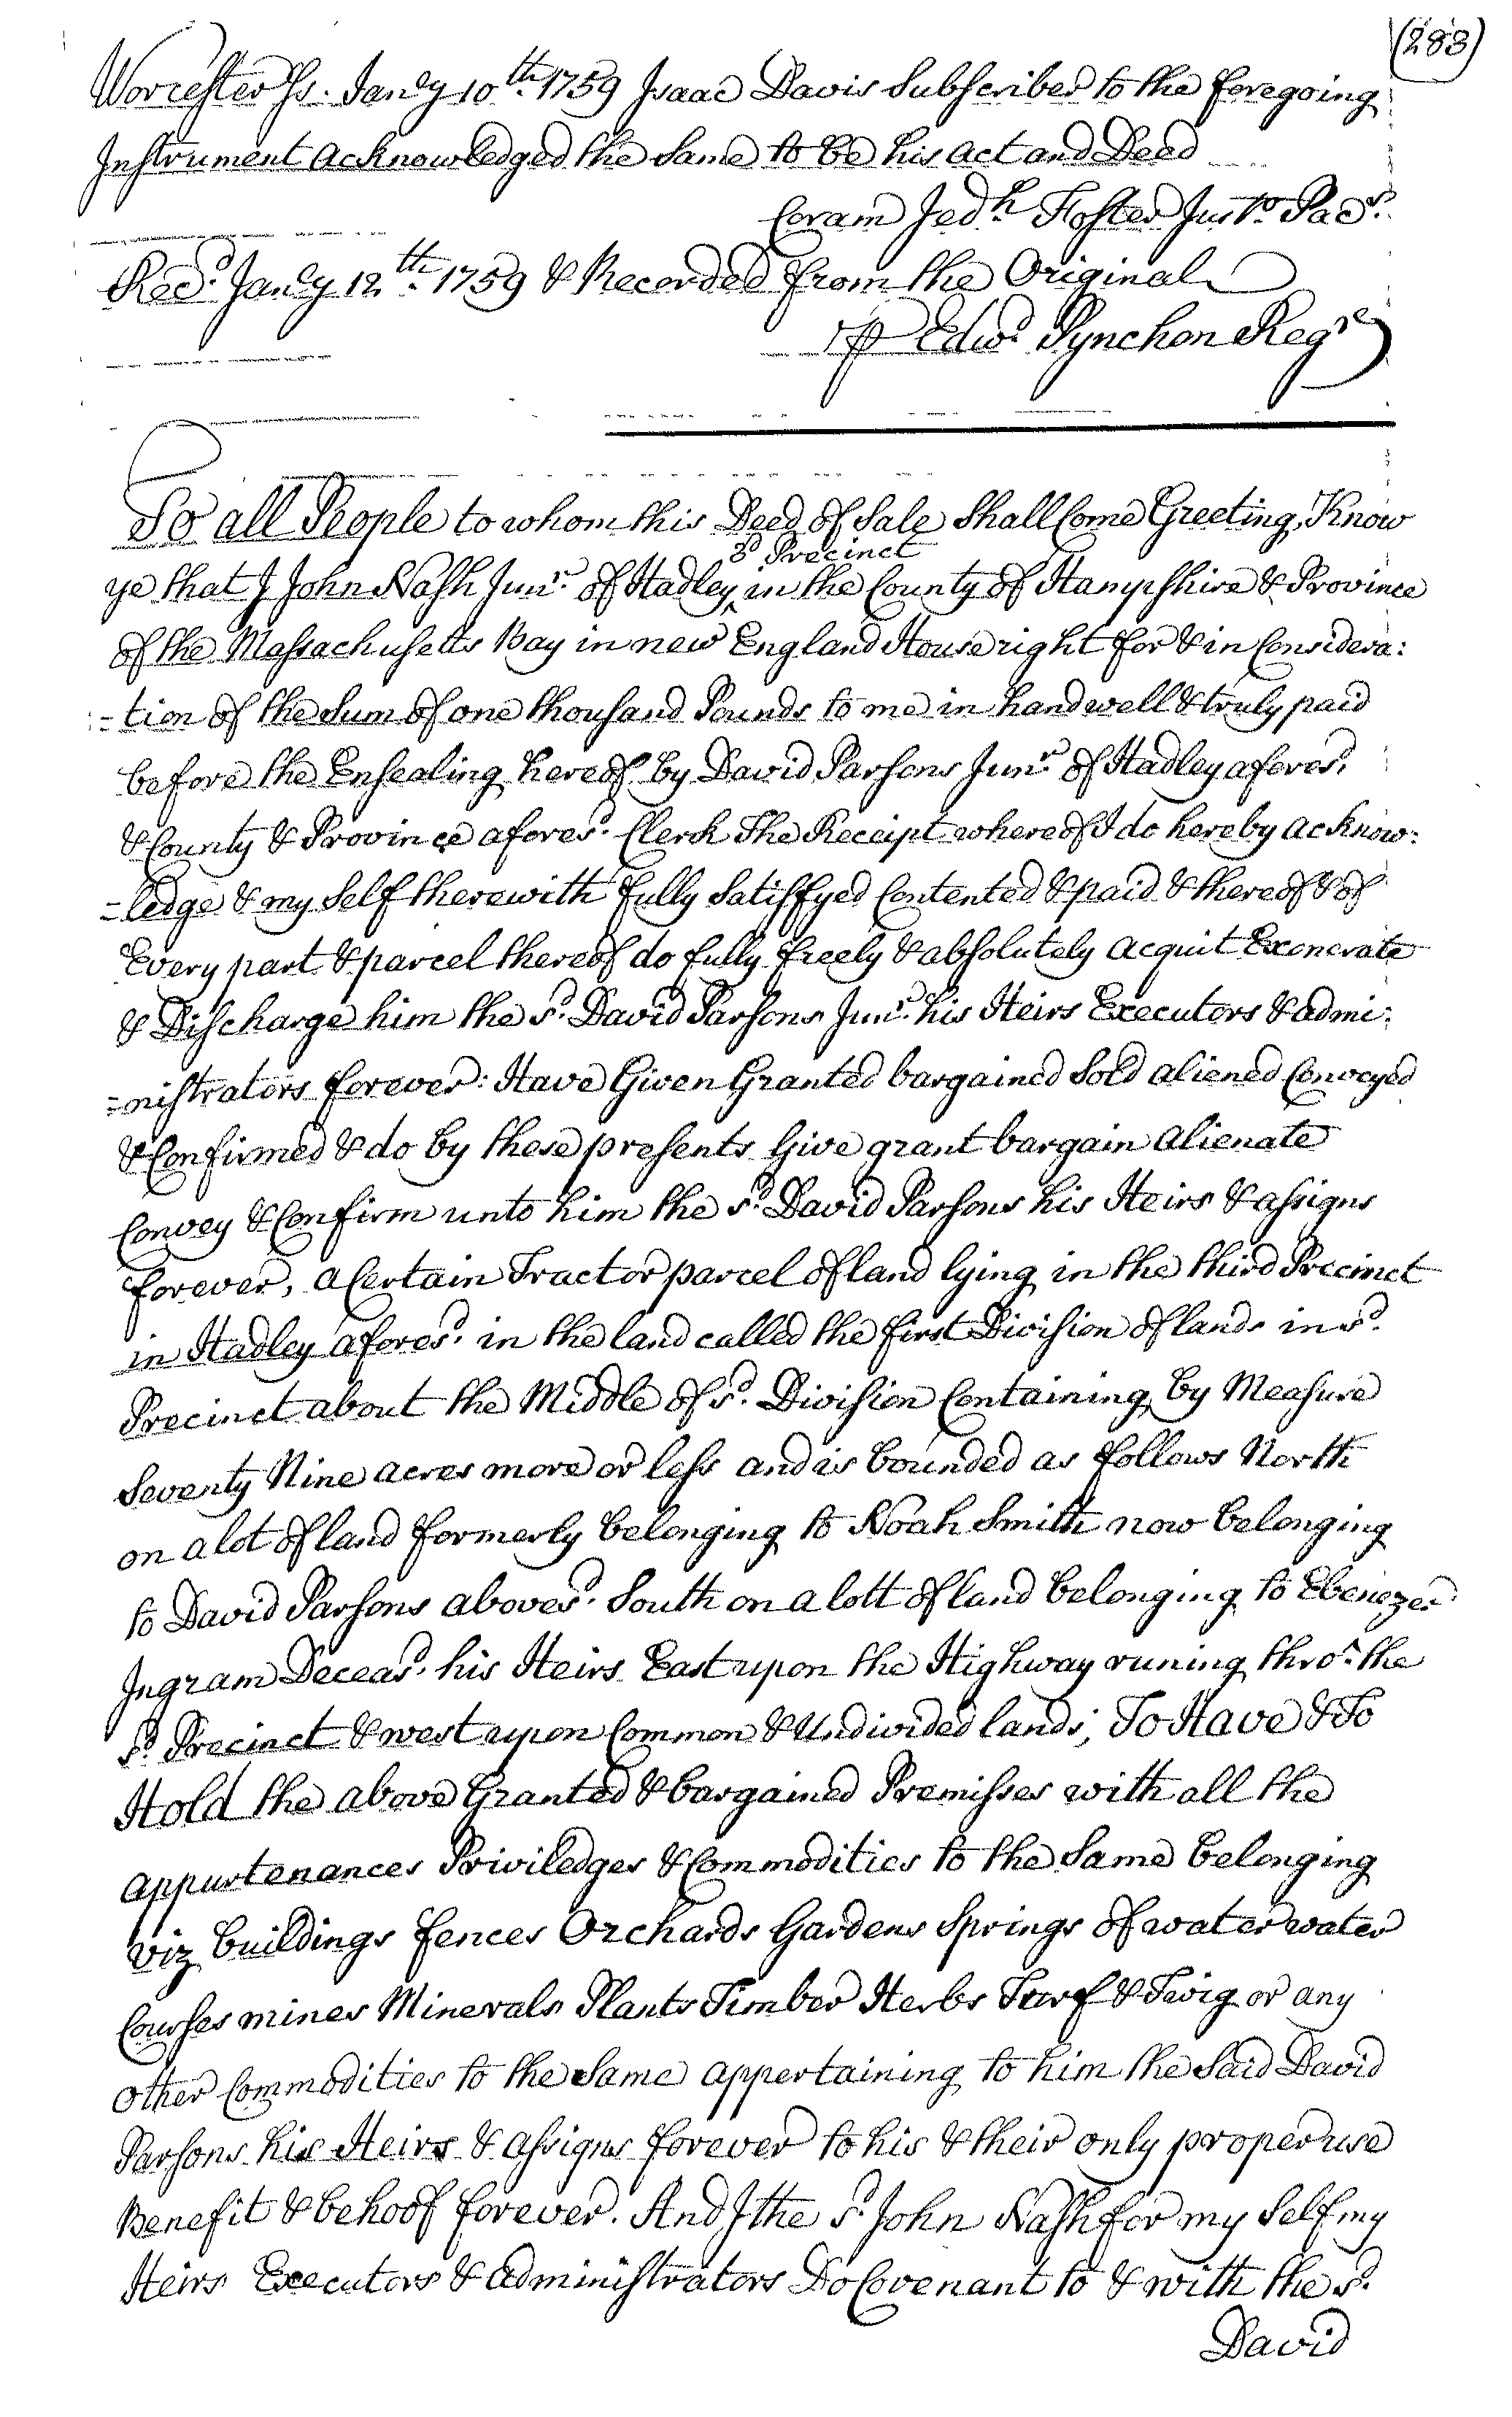 (283)
Worcester Ss. Janry 10th. 1759 Isaac Davis Subscriber to the foregoing
Instrument acknowledged the Same to be his act and Deed
Coram Jedh. Foster Justo. Pacs.
Recd. Janry 12th. 1759 & Recorded from the Original
⅌ Edwd Pynchon Regr
To all People to whom this Deed of Sale Shall Come Greeting, Know
3d Precinct
ye that I John Nash Junr. of Hadley ‸ in the County of Hampshire & Province
of the Massachusetts Bay in new England Houseright for & in Considera:
-tion of the Sum of one thousand Pounds to me in hand well & truly paid
before the Ensealing hereof by David Parsons Junr. of Hadley aforesd.
& County & Province aforesd. Clerk The Receipt whereof I do hereby acknow:
=ledge & my Self therewith fully Satisfyed Contented & paid & thereof & of
Every part & parcel thereof do fully freely & absolutely acquit Exonerate
& Discharge him the sd. David Parsons Junr. his Heirs Executors & admi:
=nistrators forever: Have Given Granted bargained Sold aliened Conveyed
& Confirmed & do by these presents Give grant bargain alienate
Convey & Confirm unto him the sd. David Parsons his Heirs & assigns
forever, a Certain Tract or parcel of land lying in the third Precinct
in Hadley aforesd. in the land called the first Division of lands in sd.
Precinct about the Middle of sd. Division Containing by Measure
Seventy Nine acres more or less and is bounded as follows North
on a lot of land formerly belonging to Noah Smith now belonging
to David Parsons abovesd. South on a lott of land belonging to Ebenezer
Ingram Deceasd. his Heirs East upon the Highway runing thro. the
sd. Precinct & west upon Common & Undivided lands; To Have & To
Hold the above Granted & bargained Premisses with all the
appurtenances Priviledges & Commodities to the Same belonging
viz buildings fences Orchards Gardens Springs of water water
Courses mines Minerals Plants Timber Herbs Turf & Twig or any
other Commodities to the Same appertaining to him the Said David
Parsons his Heirs & assigns forever to his & their only proper use
Benefit & behoof forever. And I the sd. John Nash for my Self my
Heirs Executors & administrators Do Covenant to & with the sd.
David